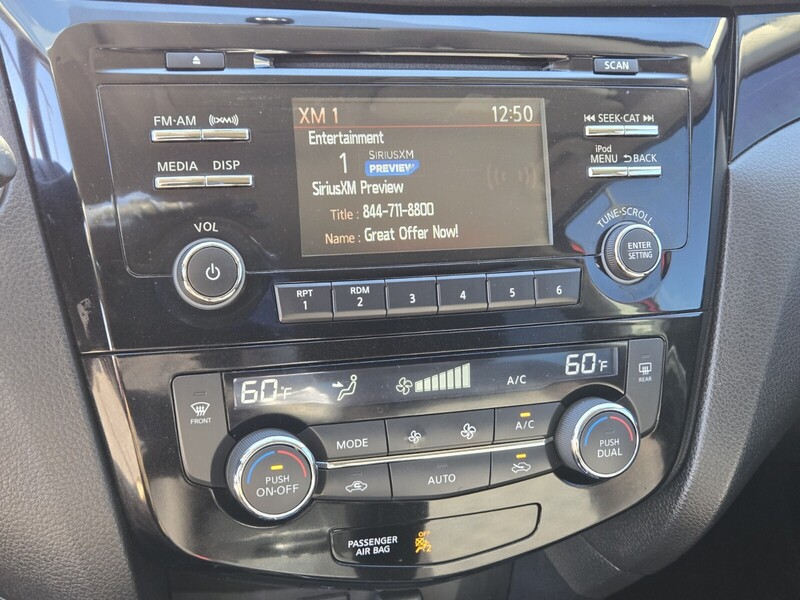 SCAN
FM·AM
XM
MEDIA DISP
VOL
XM 1 12:50
Entertainment
1 SIRIUSXM
PREVIEW
SiriusXM Preview
Title : 844-711-8800
Name : Great Offer Now!
SEEK·CAT
iPod
MENU BACK
TUNE·SCROLL
ENTER
SETTING
RPT
1
RDM
2
3
4
5
6
60°F
A/C
60°F
FRONT
REAR
MODE
A/C
AUTO
PUSH
ON-OFF
PUSH
DUAL
PASSENGER
AIR BAG
OFF
2